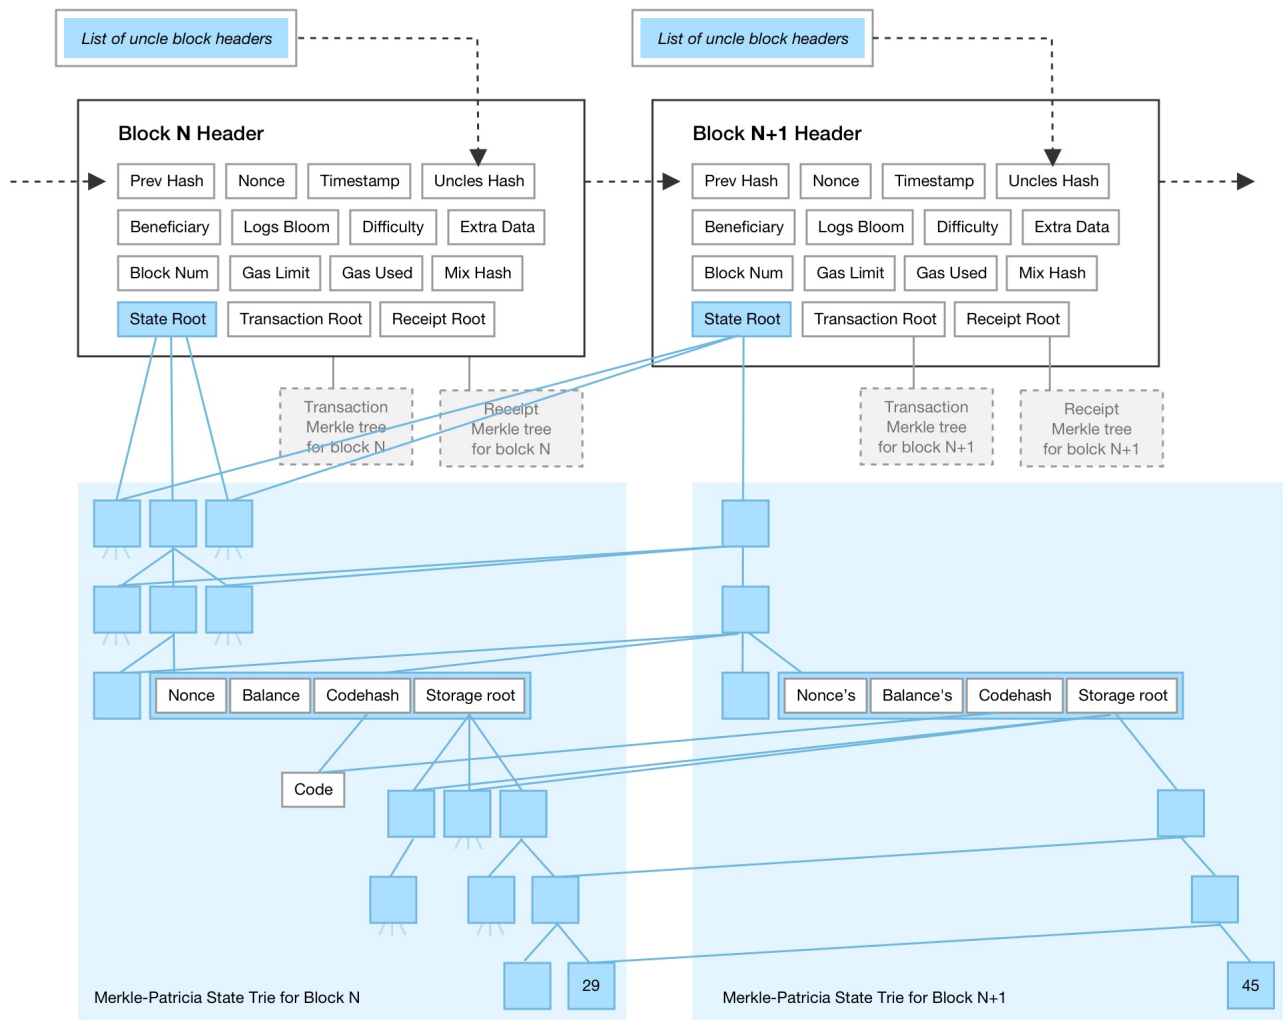 List of uncle block headers
List of uncle block headers
Block N Header
Prev Hash
Nonce
Timestamp
Uncles Hash
Beneficiary
Logs Bloom
Difficulty
Extra Data
Block Num
Gas Limit
Gas Used
Mix Hash
State Root
Transaction Root
Receipt Root
Block N+1 Header
Prev Hash
Nonce
Timestamp
Uncles Hash
Beneficiary
Logs Bloom
Difficulty
Extra Data
Block Num
Gas Limit
Gas Used
Mix Hash
State Root
Transaction Root
Receipt Root
Transaction
Merkle tree
for block N
Receipt
Merkle tree
for bolck N
Transaction
Merkle tree
for block N+1
Receipt
Merkle tree
for bolck N+1
Nonce
Balance
Codehash
Storage root
Code
29
Merkle-Patricia State Trie for Block N
Nonce's
Balance's
Codehash
Storage root
45
Merkle-Patricia State Trie for Block N+1